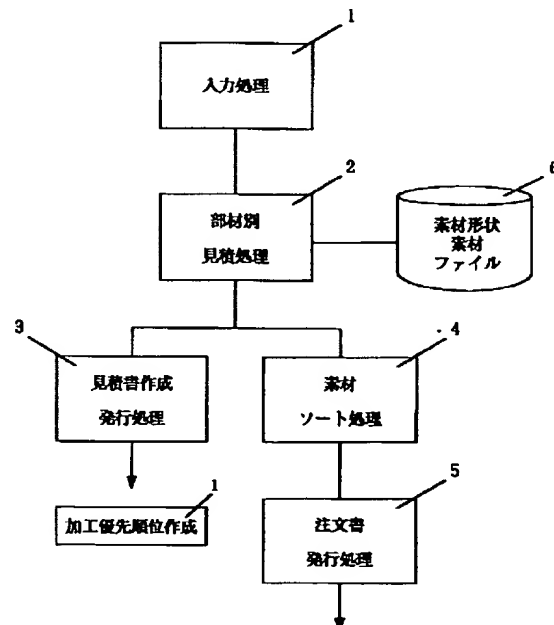 1
入力処理
2
部材別
見積処理
6
素材形状
素材
ファイル
3
見積書作成
発行処理
4
素材
ソート処理
1
加工優先順位作成
5
注文書
発行処理